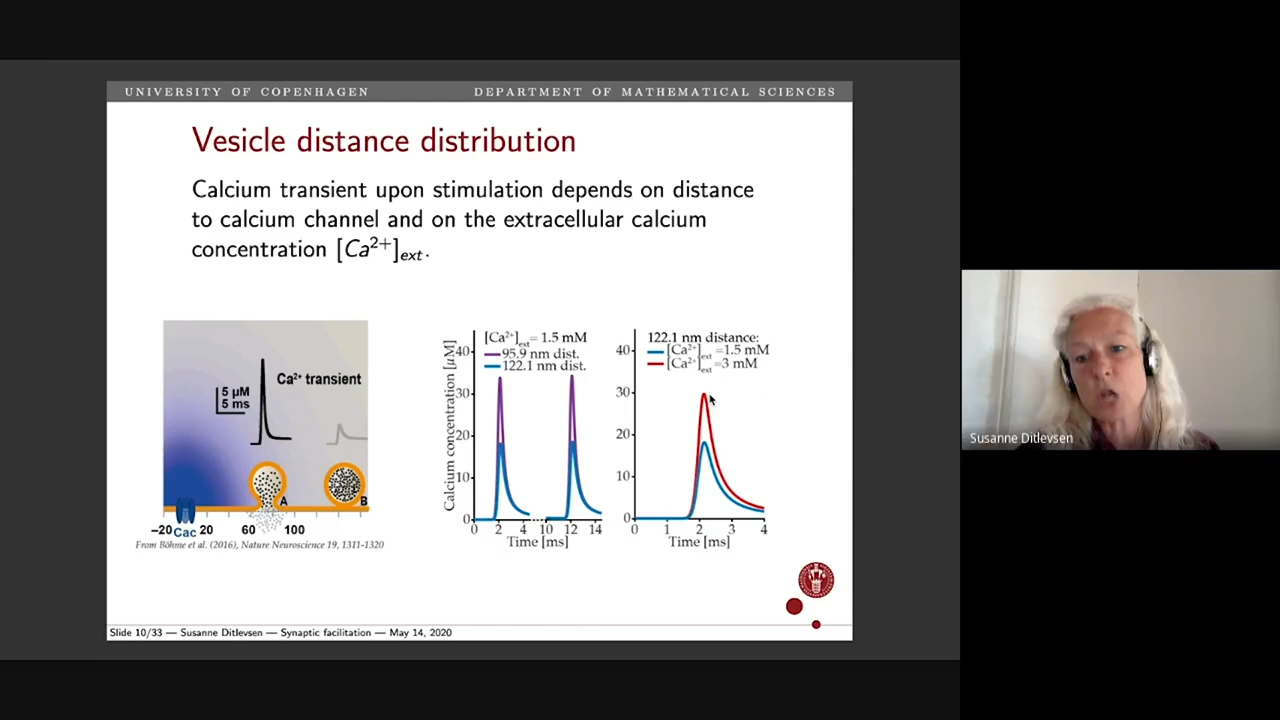 UNIVERSITY OF COPENHAGEN DEPARTMENT OF MATHEMATICAL SCIENCES
Vesicle distance distribution
Calcium transient upon stimulation depends on distance
to calcium channel and on the extracellular calcium
concentration [Ca²⁺]ext.
Ca²⁺ transient
5 µM
5 ms
A
B
-20 20 60 100
Cac
From Böhme et al. (2016), Nature Neuroscience 19, 1311-1320
Calcium concentration [µM]
[Ca²⁺]ext= 1.5 mM
95.9 nm dist.
122.1 nm dist.
40
30
20
10
0
0 2 4 10 12 14
Time [ms]
122.1 nm distance:
[Ca²⁺]ext=1.5 mM
[Ca²⁺]ext=3 mM
40
30
20
10
0
0 1 2 3 4
Time [ms]
Slide 10/33 — Susanne Ditlevsen — Synaptic facilitation — May 14, 2020
Susanne Ditlevsen